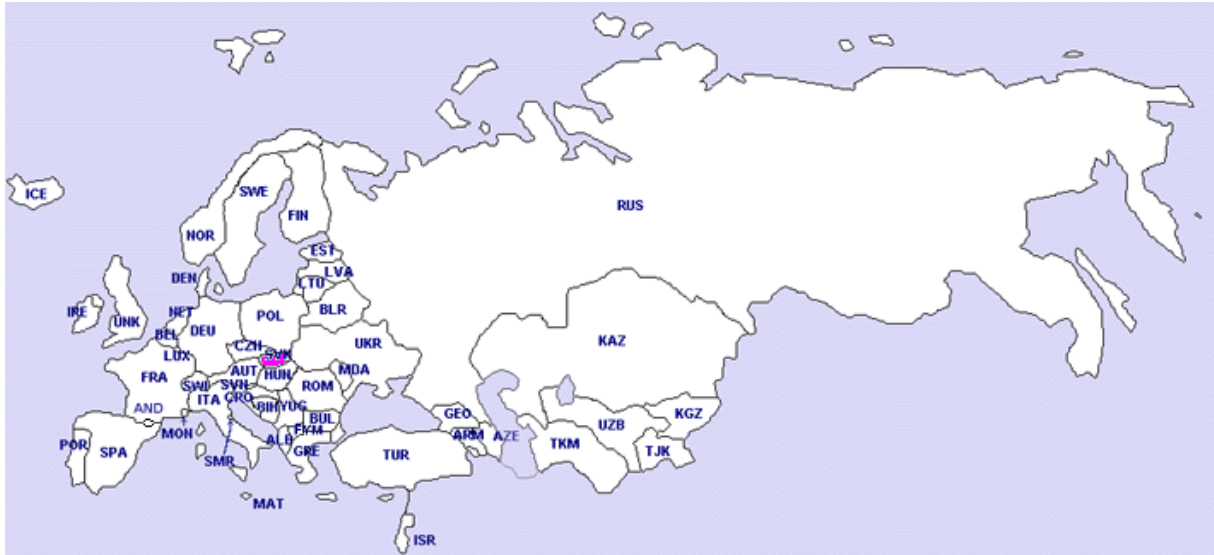 ICE
SWE
RUS
FIN
NOR
EST
LVA
DEN
LTU
IRE
NET
POL
BLR
UNK
DEU
BEL
CZH
UKR
KAZ
LUX
SVK
FRA
AUT
HUN
MDA
SWI
SVN
ROM
ITA
CRO
AND
BIH
YUG
GEO
KGZ
BUL
UZB
MON
FYM
ARM
AZE
POR
SPA
ALB
GRE
TUR
TKM
TJK
SMR
MAT
ISR